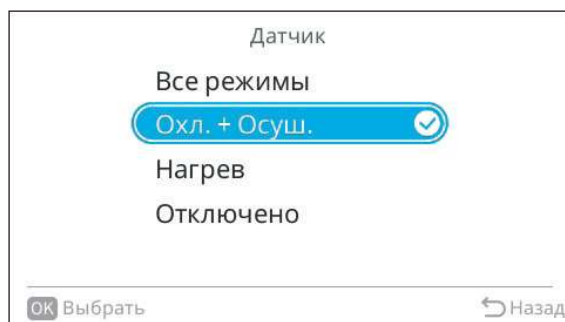 Датчик
Все режимы
Охл. + Осуш.
Нагрев
Отключено
OK Выбрать
Назад